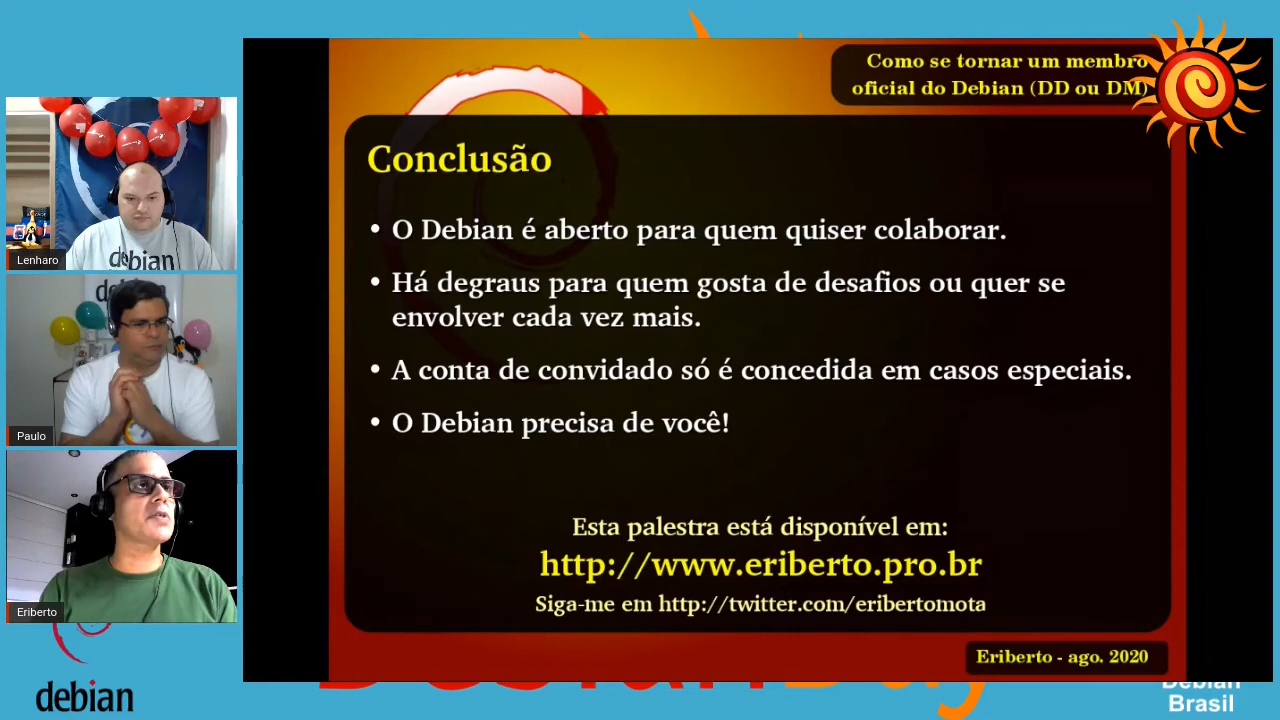 Como se tornar um membro
oficial do Debian (DD ou DM)
Conclusão
• O Debian é aberto para quem quiser colaborar.
• Há degraus para quem gosta de desafios ou quer se
envolver cada vez mais.
• A conta de convidado só é concedida em casos especiais.
• O Debian precisa de você!
Esta palestra está disponível em:
http://www.eriberto.pro.br
Siga-me em http://twitter.com/eribertomota
Eriberto - ago. 2020
debian
Lenharo
Paulo
Eriberto
debian
Debian
Brasil